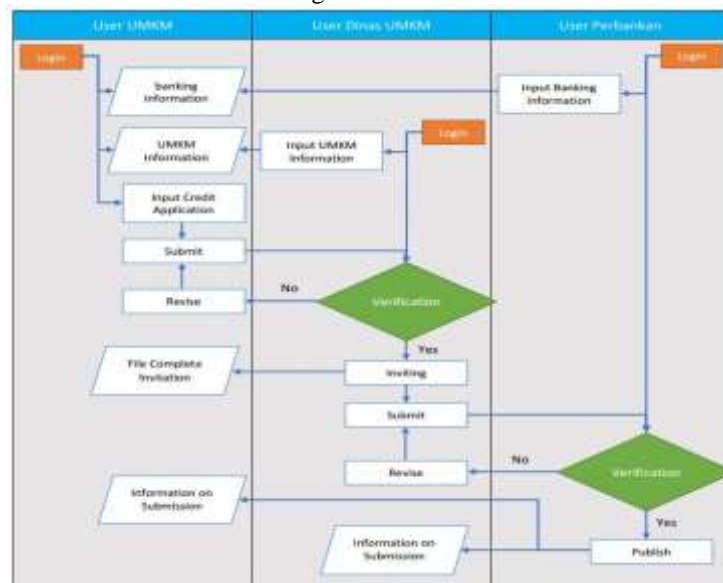 User UMKM
User Dinas UMKM
User Perbankan
Login
Login
banking
Information
Input Banking
Information
Login
UMKM
Information
Input UMKM
Information
Input Credit
Application
Submit
Revise
No
Verification
Yes
File Complete
Invitation
Inviting
Submit
Revise
No
Verification
Information on
Submission
Yes
Information on
Submission
Publish